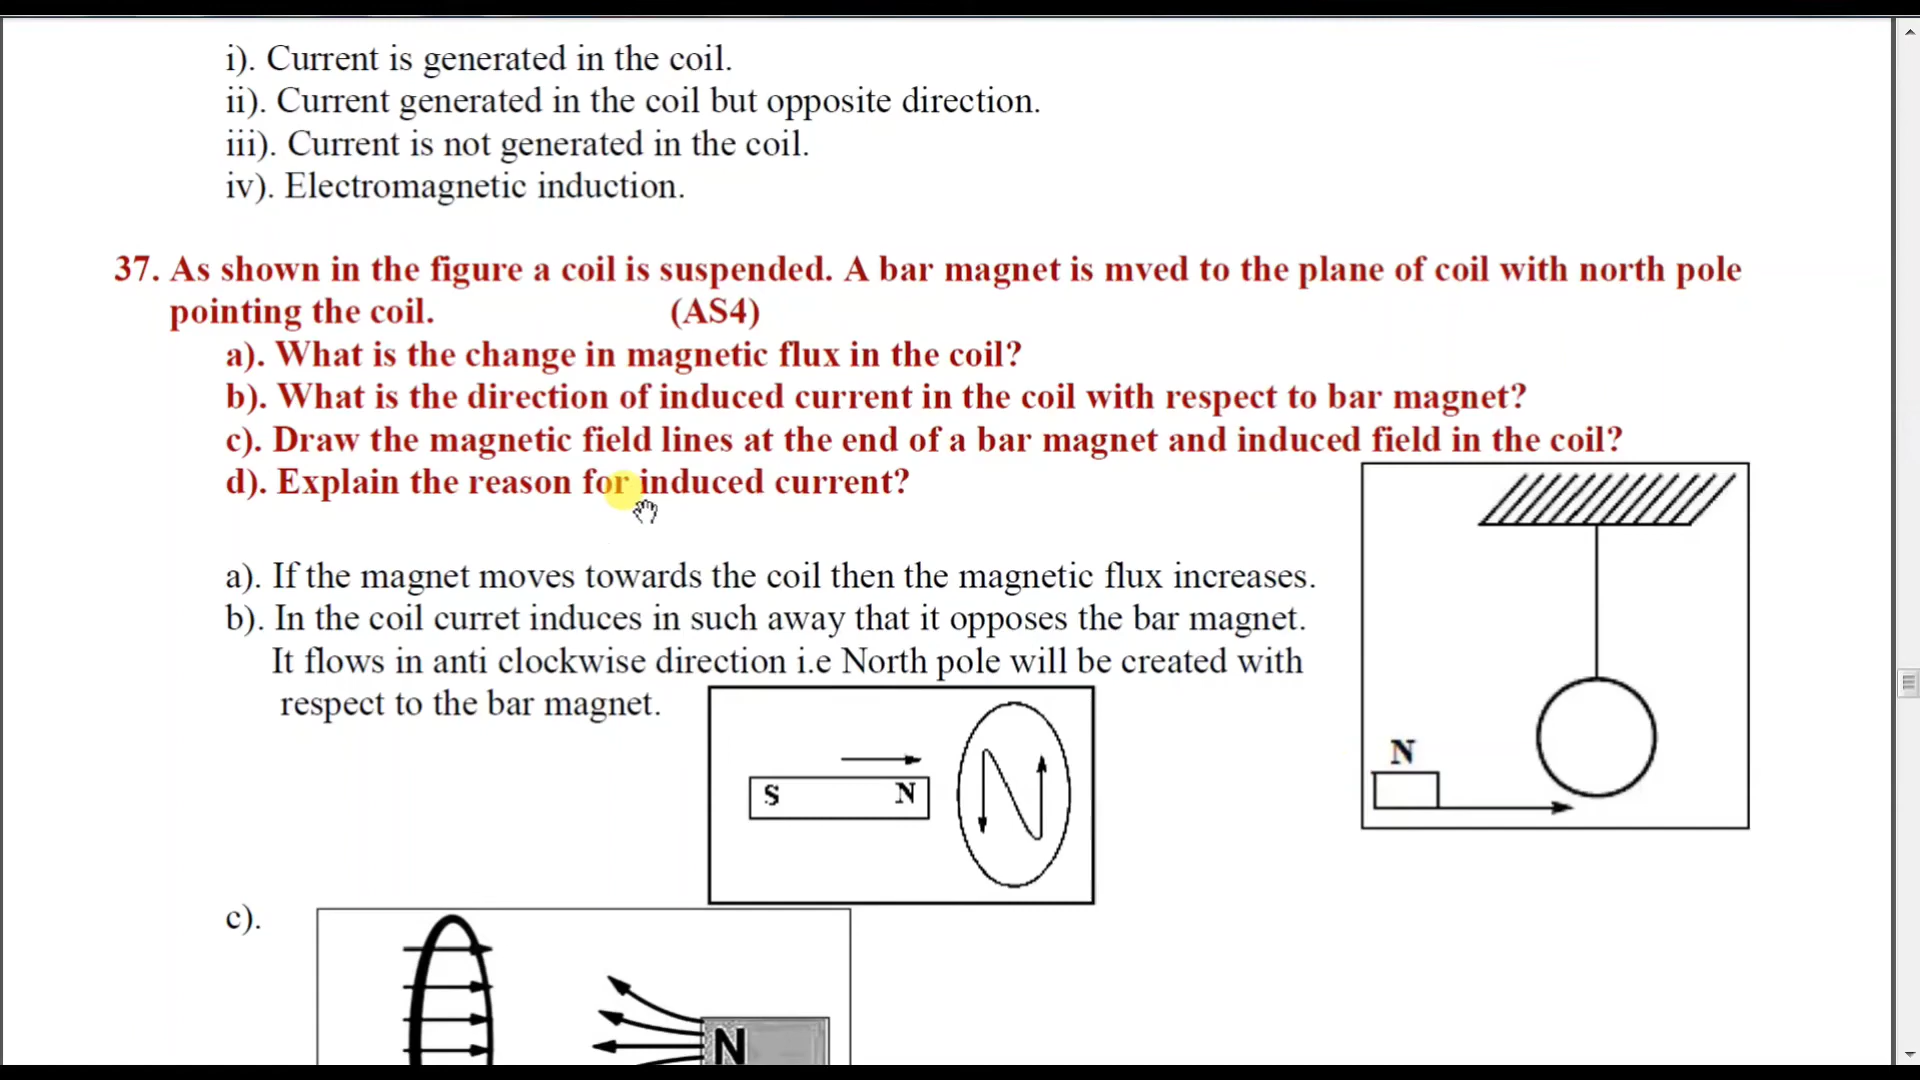 i). Current is generated in the coil.
ii). Current generated in the coil but opposite direction.
iii). Current is not generated in the coil.
iv). Electromagnetic induction.
37. As shown in the figure a coil is suspended. A bar magnet is mved to the plane of coil with north pole
pointing the coil. (AS4)
a). What is the change in magnetic flux in the coil?
b). What is the direction of induced current in the coil with respect to bar magnet?
c). Draw the magnetic field lines at the end of a bar magnet and induced field in the coil?
d). Explain the reason for induced current?
a). If the magnet moves towards the coil then the magnetic flux increases.
b). In the coil curret induces in such away that it opposes the bar magnet.
It flows in anti clockwise direction i.e North pole will be created with
respect to the bar magnet.
N
S N N
c).
N